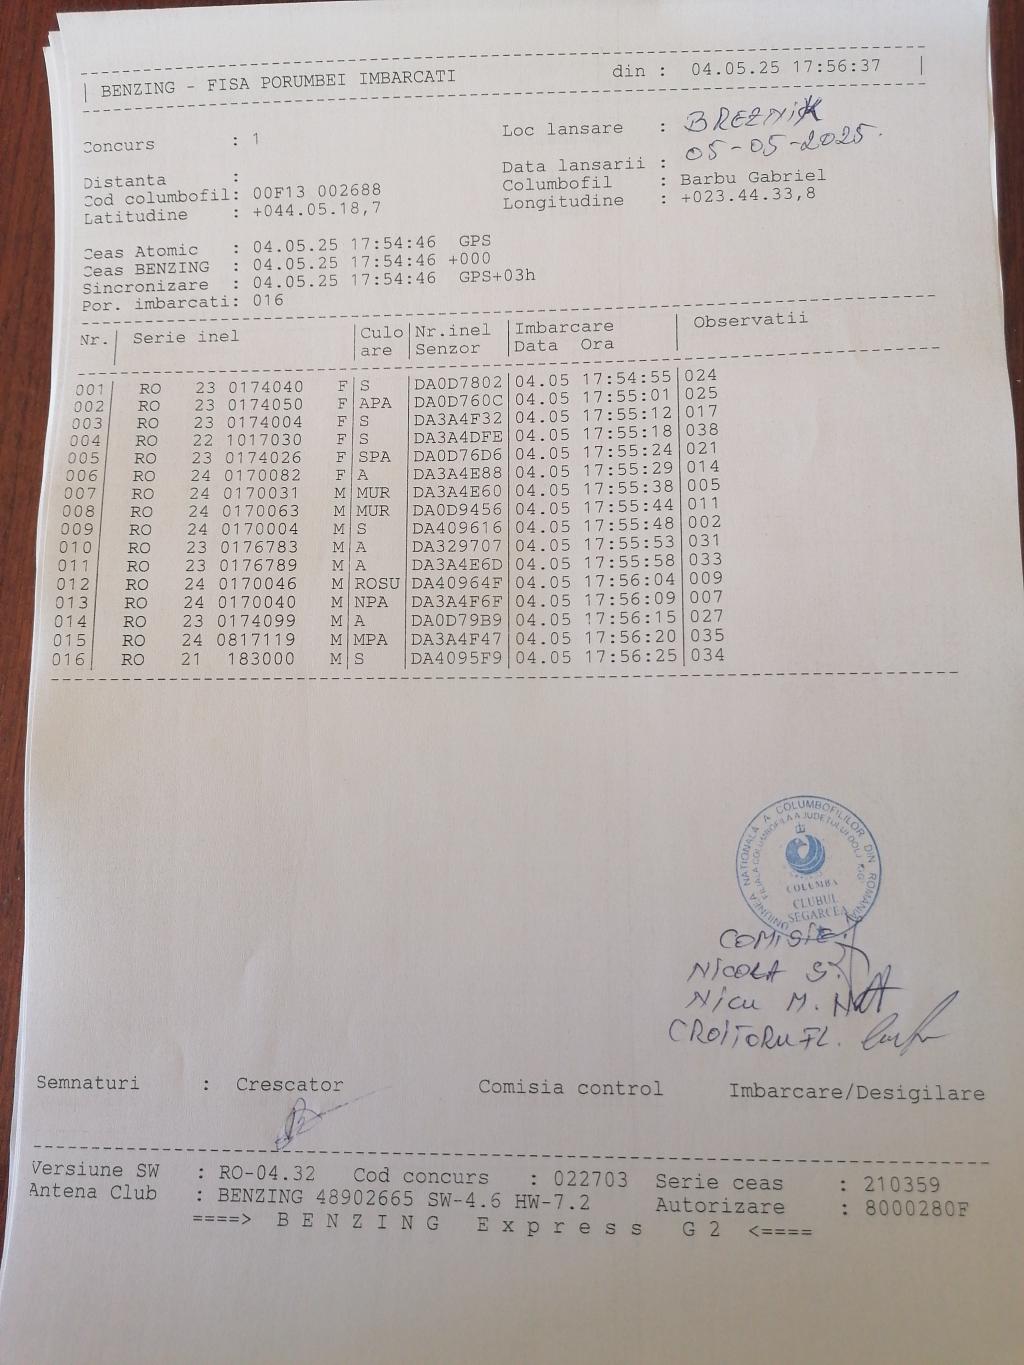 BENZING - FISA PORUMBEI IMBARCATI din : 04.05.25 17:56:37
Concurs : 1 Loc lansare : BREZNIK
05-05-2025.
Distanta : Data lansarii :
Cod columbofil: 00F13 002688 Columbofil : Barbu Gabriel
Latitudine : +044.05.18,7 Longitudine : +023.44.33,8
Ceas Atomic : 04.05.25 17:54:46 GPS
Ceas BENZING : 04.05.25 17:54:46 +000
Sincronizare : 04.05.25 17:54:46 GPS+03h
Por. imbarcati: 016
Nr. Serie inel Culo Nr.inel Imbarcare Observatii
are Senzor Data Ora
001 RO 23 0174040 F S DA0D7802 04.05 17:54:55 024
002 RO 23 0174050 F APA DA0D760C 04.05 17:55:01 025
003 RO 23 0174004 F S DA3A4F32 04.05 17:55:12 017
004 RO 22 1017030 F S DA3A4DFE 04.05 17:55:18 038
005 RO 23 0174026 F SPA DA0D76D6 04.05 17:55:24 021
006 RO 24 0170082 F A DA3A4E88 04.05 17:55:29 014
007 RO 24 0170031 M MUR DA3A4E60 04.05 17:55:38 005
008 RO 24 0170063 M MUR DA0D9456 04.05 17:55:44 011
009 RO 24 0170004 M S DA409616 04.05 17:55:48 002
010 RO 23 0176783 M A DA329707 04.05 17:55:53 031
011 RO 23 0176789 M A DA3A4E6D 04.05 17:55:58 033
012 RO 24 0170046 M ROSU DA40964F 04.05 17:56:04 009
013 RO 24 0170040 M NPA DA3A4F6F 04.05 17:56:09 007
014 RO 23 0174099 M A DA0D79B9 04.05 17:56:15 027
015 RO 24 0817119 M MPA DA3A4F47 04.05 17:56:20 035
016 RO 21 183000 M S DA4095F9 04.05 17:56:25 034
UNIUNEA NATIONALĂ A COLUMBOFILILOR DIN ROMANIA
FILIALA COLUMBOFILA A JUDETULUI DOLJ
COLUMBA
CLUBUL
SEGARCEA
COMISIE
NICOLA S.
NICU M.
CROITORU FL.
Semnaturi : Crescator Comisia control Imbarcare/Desigilare
Versiune SW : RO-04.32 Cod concurs : 022703 Serie ceas : 210359
Antena Club : BENZING 48902665 SW-4.6 HW-7.2 Autorizare : 8000280F
====> B E N Z I N G E x p r e s s G 2 <====